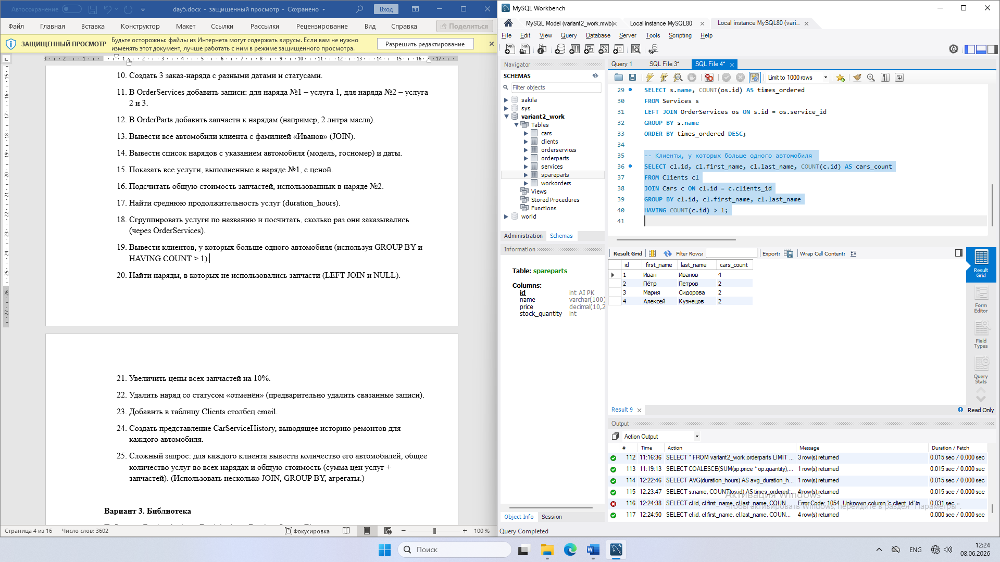 Автосохранение
day5.docx - защищенный просмотр - Сохранено
Вход
Файл Главная Вставка Конструктор Макет Ссылки Рассылки Рецензирование Вид Справка Поделиться
ЗАЩИЩЕННЫЙ ПРОСМОТР
Будьте осторожны: файлы из Интернета могут содержать вирусы. Если вам не нужно
изменять этот документ, лучше работать с ним в режиме защищенного просмотра.
Разрешить редактирование
10. Создать 3 заказ-наряда с разными датами и статусами.
11. В OrderServices добавить записи: для наряда №1 – услуга 1, для наряда №2 – услуга
2 и 3.
12. В OrderParts добавить запчасти к нарядам (например, 2 литра масла).
13. Вывести все автомобили клиента с фамилией «Иванов» (JOIN).
14. Вывести список нарядов с указанием автомобиля (модель, госномер) и даты.
15. Показать все услуги, выполненные в наряде №1, с ценой.
16. Подсчитать общую стоимость запчастей, использованных в наряде №2.
17. Найти среднюю продолжительность услуг (duration_hours).
18. Сгруппировать услуги по названию и посчитать, сколько раз они заказывались
(через OrderServices).
19. Вывести клиентов, у которых больше одного автомобиля (используя GROUP BY и
HAVING COUNT > 1).
20. Найти наряды, в которых не использовались запчасти (LEFT JOIN и NULL).
21. Увеличить цены всех запчастей на 10%.
22. Удалить наряд со статусом «отменён» (предварительно удалить связанные записи).
23. Добавить в таблицу Clients столбец email.
24. Создать представление CarServiceHistory, выводящее историю ремонтов для
каждого автомобиля.
25. Сложный запрос: для каждого клиента вывести количество его автомобилей, общее
количество услуг во всех нарядах и общую стоимость (сумма цен услуг +
запчастей). (Использовать несколько JOIN, GROUP BY, агрегаты.)
Вариант 3. Библиотека
Страница 4 из 16 Число слов: 3602 Фокусировка 100 %
MySQL Workbench
MySQL Model (variant2_work.mwb) Local instance MySQL80 Local instance MySQL80 (vari...
File Edit View Query Database Server Tools Scripting Help
Navigator
SCHEMAS
Filter objects
sakila
sys
variant2_work
Tables
cars
clients
orderservices
orderparts
services
spareparts
workorders
Views
Stored Procedures
Functions
world
Administration Schemas
Information
Table: spareparts
Columns:
id int AI PK
name varchar(100)
price decimal(10,2
stock_quantity int
Object Info Session
Query Completed
Query 1 SQL File 3* SQL File 4*
Limit to 1000 rows
29 SELECT s.name, COUNT(os.id) AS times_ordered
30 FROM Services s
31 LEFT JOIN OrderServices os ON s.id = os.service_id
32 GROUP BY s.name
33 ORDER BY times_ordered DESC;
34
35 -- Клиенты, у которых больше одного автомобиля
36 SELECT cl.id, cl.first_name, cl.last_name, COUNT(c.id) AS cars_count
37 FROM Clients cl
38 JOIN Cars c ON cl.id = c.clients_id
39 GROUP BY cl.id, cl.first_name, cl.last_name
40 HAVING COUNT(c.id) > 1;
41
Result Grid Filter Rows: Export: Wrap Cell Content:
id first_name last_name cars_count
1 Иван Иванов 4
2 Пётр Петров 2
3 Мария Сидорова 2
4 Алексей Кузнецов 2
Result
Grid
Form
Editor
Field
Types
Query
Stats
Result 9 Read Only
Output
Action Output
# Time Action Message Duration / Fetch
112 11:16:36 SELECT * FROM variant2_work.orderparts LIMIT ... 3 row(s) returned 0.015 sec / 0.000 sec
113 11:19:13 SELECT COALESCE(SUM(sp.price * op.quantity),... 1 row(s) returned 0.015 sec / 0.000 sec
114 12:22:46 SELECT AVG(duration_hours) AS avg_duration_h... 1 row(s) returned 0.015 sec / 0.000 sec
115 12:23:47 SELECT s.name, COUNT(os.id) AS times_ordered... 4 row(s) returned 0.015 sec / 0.000 sec
116 12:24:38 SELECT cl.id, cl.first_name, cl.last_name, COUN... Error Code: 1054. Unknown column 'c.client_id' in... 0.031 sec
117 12:24:50 SELECT cl.id, cl.first_name, cl.last_name, COUN... 4 row(s) returned 0.000 sec / 0.000 sec
Активация Windows
Чтобы активировать Windows, перейдите в раздел "Параметры".
Поиск
ENG
12:24
08.06.2026